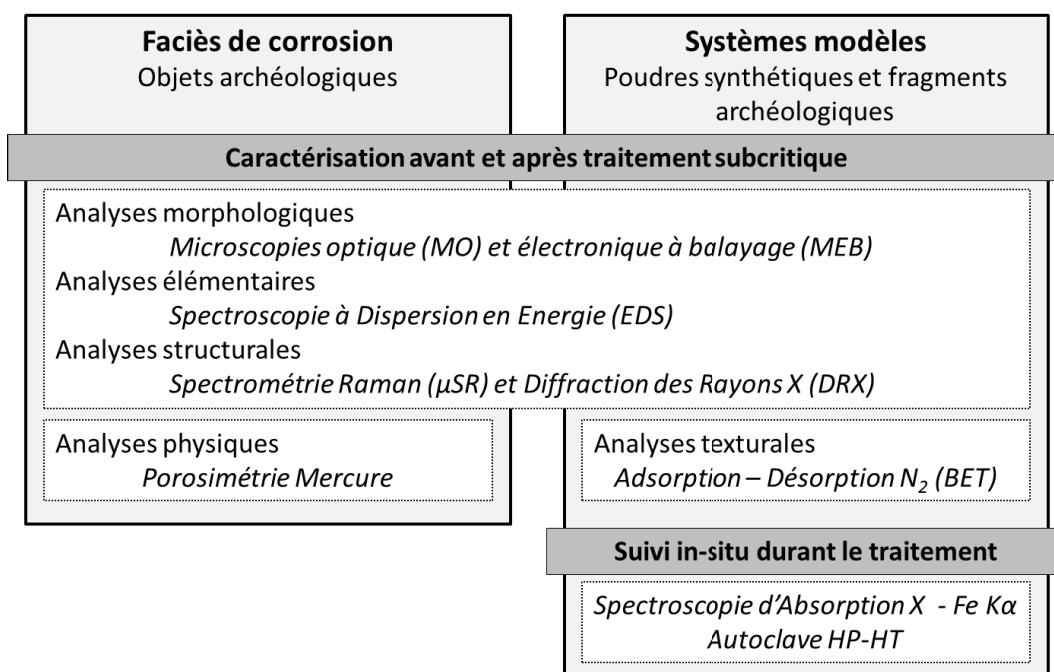 Faciès de corrosion
Objets archéologiques
Systèmes modèles
Poudres synthétiques et fragments
archéologiques
Caractérisation avant et après traitement subcritique
Analyses morphologiques
Microscopies optique (MO) et électronique à balayage (MEB)
Analyses élémentaires
Spectroscopie à Dispersion en Energie (EDS)
Analyses structurales
Spectrométrie Raman (µSR) et Diffraction des Rayons X (DRX)
Analyses physiques
Porosimétrie Mercure
Analyses texturales
Adsorption – Désorption N₂ (BET)
Suivi in-situ durant le traitement
Spectroscopie d’Absorption X - Fe Kα
Autoclave HP-HT